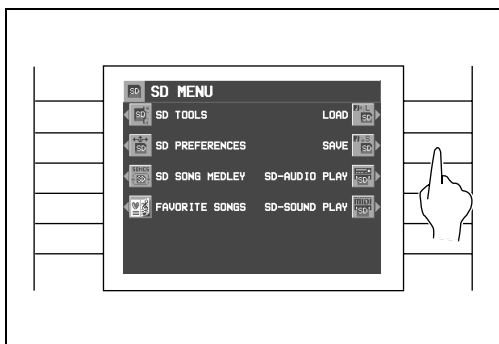 SD SD MENU
SD TOOLS LOAD
SD PREFERENCES SAVE
SD SONG MEDLEY SD-AUDIO PLAY
FAVORITE SONGS SD-SOUND PLAY